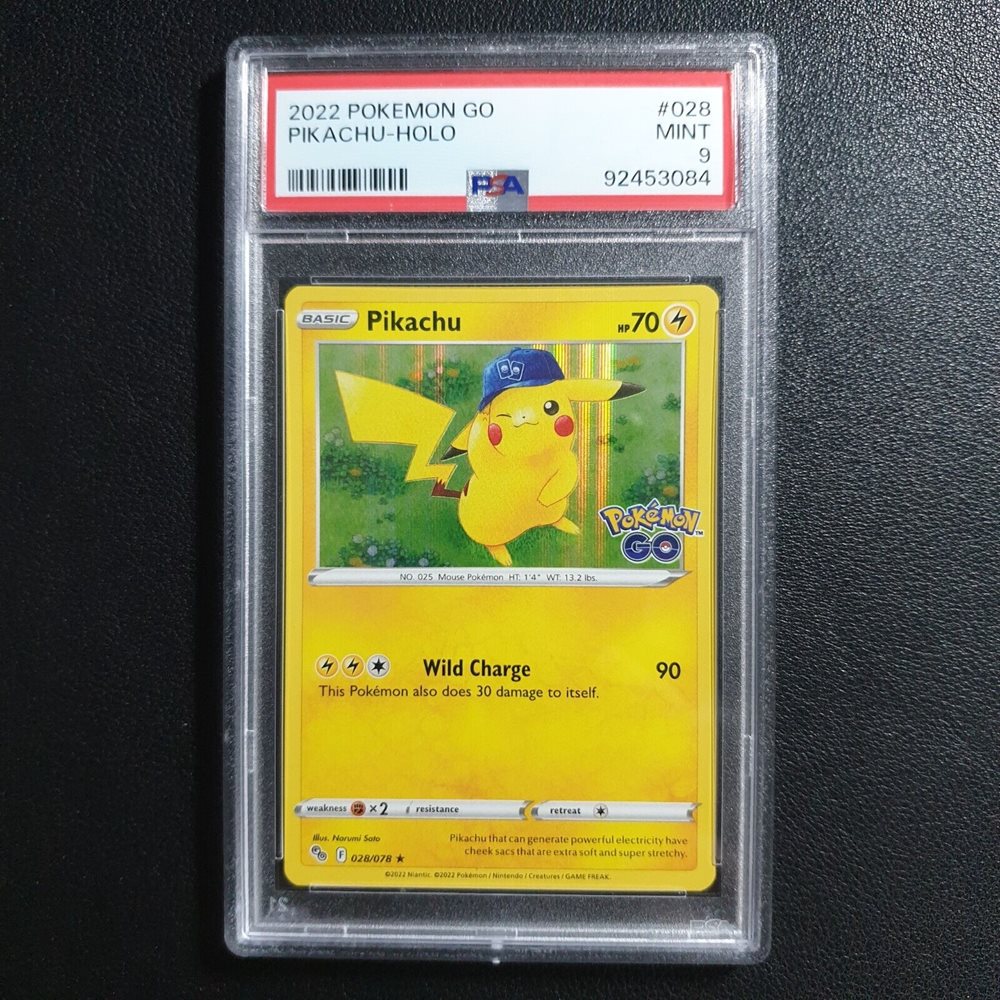 2022 POKEMON GO #028
PIKACHU-HOLO MINT
9
PSA 92453084
BASIC Pikachu HP 70
POKéMON™
GO
NO. 025 Mouse Pokémon HT: 1'4" WT: 13.2 lbs.
Wild Charge 90
This Pokémon also does 30 damage to itself.
weakness ×2 resistance retreat
Illus. Narumi Sato
Pikachu that can generate powerful electricity have
cheek sacs that are extra soft and super stretchy.
F 028/078 ★
©2022 Niantic. ©2022 Pokémon / Nintendo / Creatures / GAME FREAK.